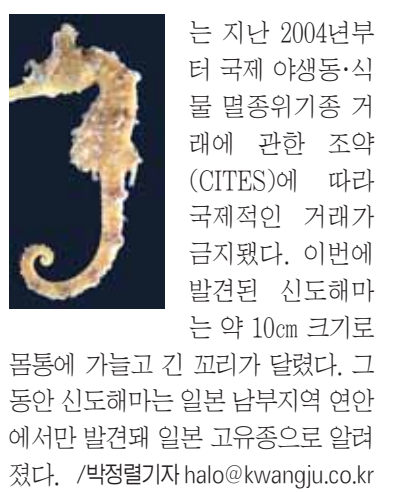 는 지난 2004년부
터 국제 야생동·식
물 멸종위기종 거
래에 관한 조약
(CITES)에 따라
국제적인 거래가
금지됐다. 이번에
발견된 신도해마
는 약 10㎝ 크기로
몸통에 가늘고 긴 꼬리가 달렸다. 그
동안 신도해마는 일본 남부지역 연안
에서만 발견돼 일본 고유종으로 알려
졌다. /박정렬기자 halo@kwangju.co.kr